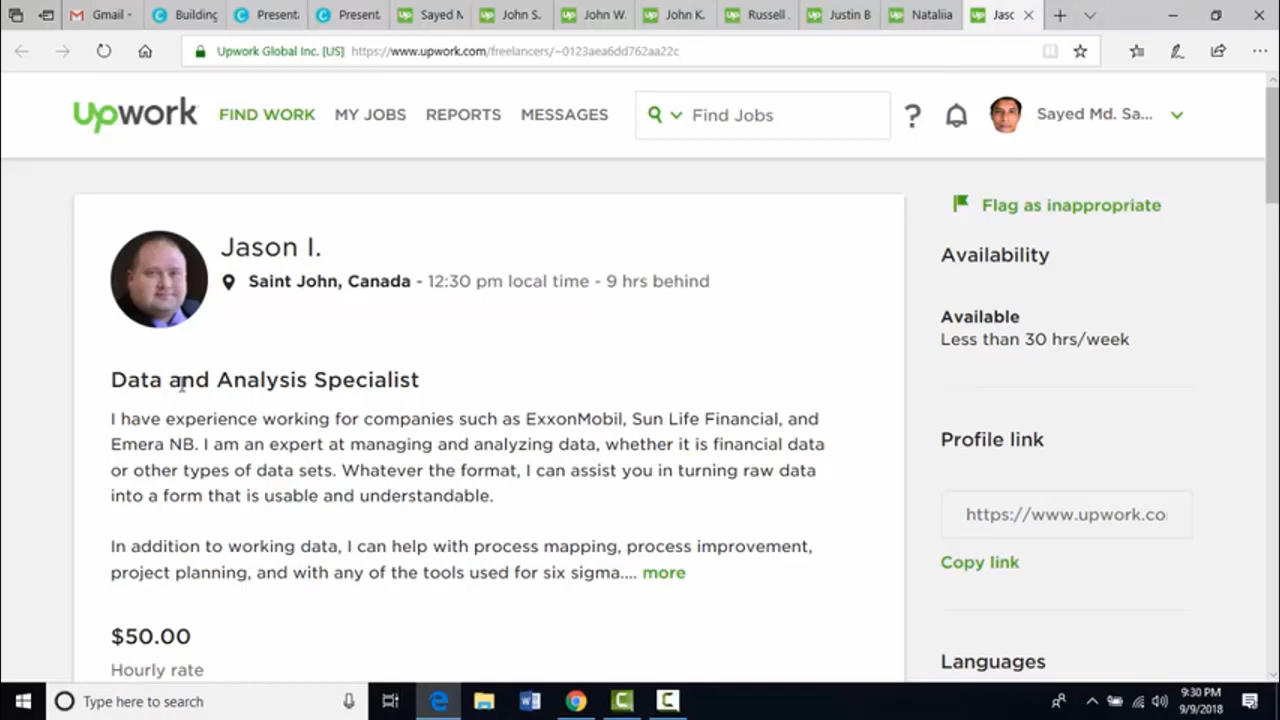 Gmail -
Building
Present
Present
Sayed M
John S.
John W.
John K.
Russell
Justin B
Nataliia
Jasc
Upwork Global Inc. [US] https://www.upwork.com/freelancers/~0123aea6dd762aa22c
upwork FIND WORK MY JOBS REPORTS MESSAGES Find Jobs ? Sayed Md. Sa...
Flag as inappropriate
Jason I.
Saint John, Canada - 12:30 pm local time - 9 hrs behind
Availability
Available
Less than 30 hrs/week
Data and Analysis Specialist
I have experience working for companies such as ExxonMobil, Sun Life Financial, and
Emera NB. I am an expert at managing and analyzing data, whether it is financial data
or other types of data sets. Whatever the format, I can assist you in turning raw data
into a form that is usable and understandable.
In addition to working data, I can help with process mapping, process improvement,
project planning, and with any of the tools used for six sigma.... more
$50.00
Hourly rate
Profile link
https://www.upwork.co
Copy link
Languages
Type here to search
9:30 PM
9/9/2018